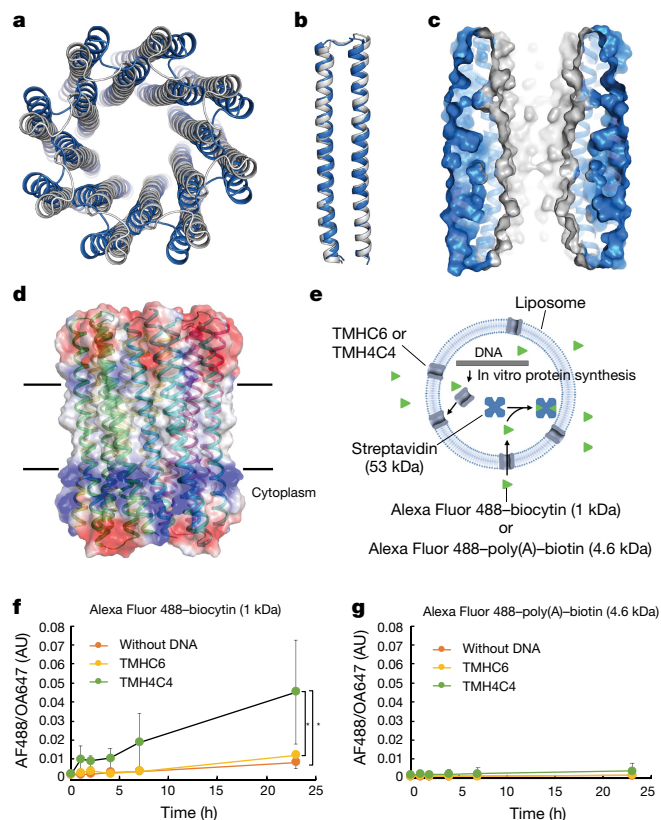 a
b
c
d
Cytoplasm
e
Liposome
TMHC6 or
TMH4C4
DNA
In vitro protein synthesis
Streptavidin
(53 kDa)
Alexa Fluor 488–biocytin (1 kDa)
or
Alexa Fluor 488–poly(A)–biotin (4.6 kDa)
f
Alexa Fluor 488–biocytin (1 kDa)
AF488/OA647 (AU)
0.08
0.07
0.06
0.05
0.04
0.03
0.02
0.01
0
Without DNA
TMHC6
TMH4C4
*
*
0 5 10 15 20 25
Time (h)
g
Alexa Fluor 488–poly(A)–biotin (4.6 kDa)
AF488/OA647 (AU)
0.08
0.07
0.06
0.05
0.04
0.03
0.02
0.01
0
Without DNA
TMHC6
TMH4C4
0 5 10 15 20 25
Time (h)